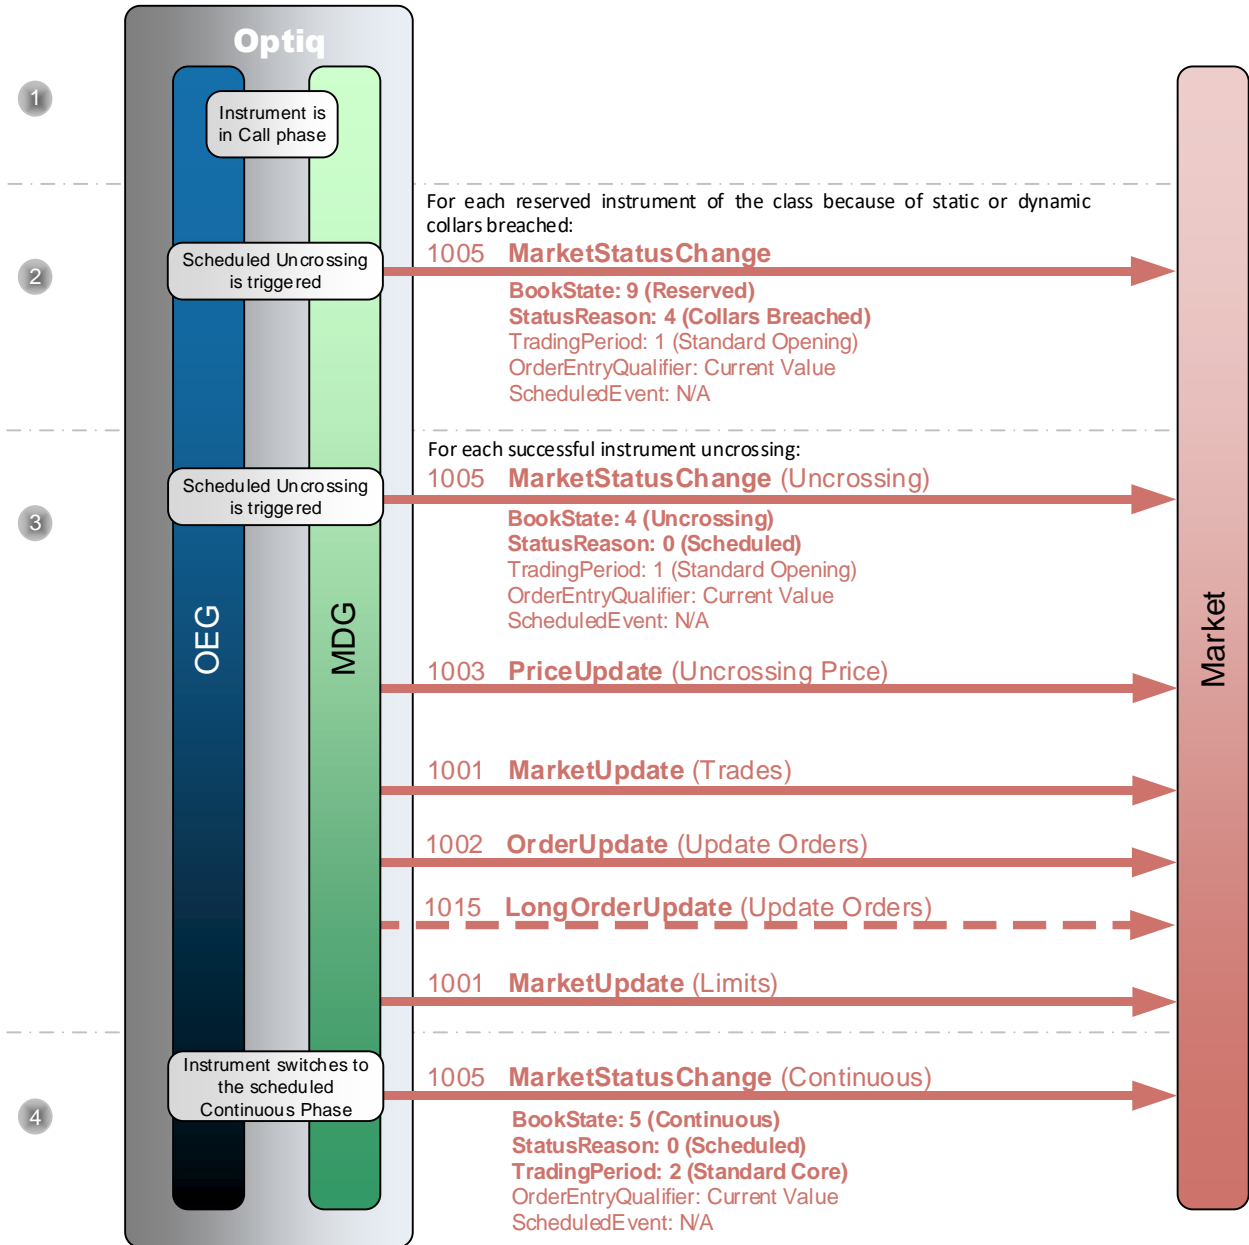 Optiq
1
Instrument is
in Call phase
For each reserved instrument of the class because of static or dynamic
collars breached:
2
Scheduled Uncrossing
is triggered
1005 MarketStatusChange
BookState: 9 (Reserved)
StatusReason: 4 (Collars Breached)
TradingPeriod: 1 (Standard Opening)
OrderEntryQualifier: Current Value
ScheduledEvent: N/A
For each successful instrument uncrossing:
3
Scheduled Uncrossing
is triggered
1005 MarketStatusChange (Uncrossing)
BookState: 4 (Uncrossing)
StatusReason: 0 (Scheduled)
TradingPeriod: 1 (Standard Opening)
OrderEntryQualifier: Current Value
ScheduledEvent: N/A
OEG
MDG
Market
1003 PriceUpdate (Uncrossing Price)
1001 MarketUpdate (Trades)
1002 OrderUpdate (Update Orders)
1015 LongOrderUpdate (Update Orders)
1001 MarketUpdate (Limits)
4
Instrument switches to
the scheduled
Continuous Phase
1005 MarketStatusChange (Continuous)
BookState: 5 (Continuous)
StatusReason: 0 (Scheduled)
TradingPeriod: 2 (Standard Core)
OrderEntryQualifier: Current Value
ScheduledEvent: N/A